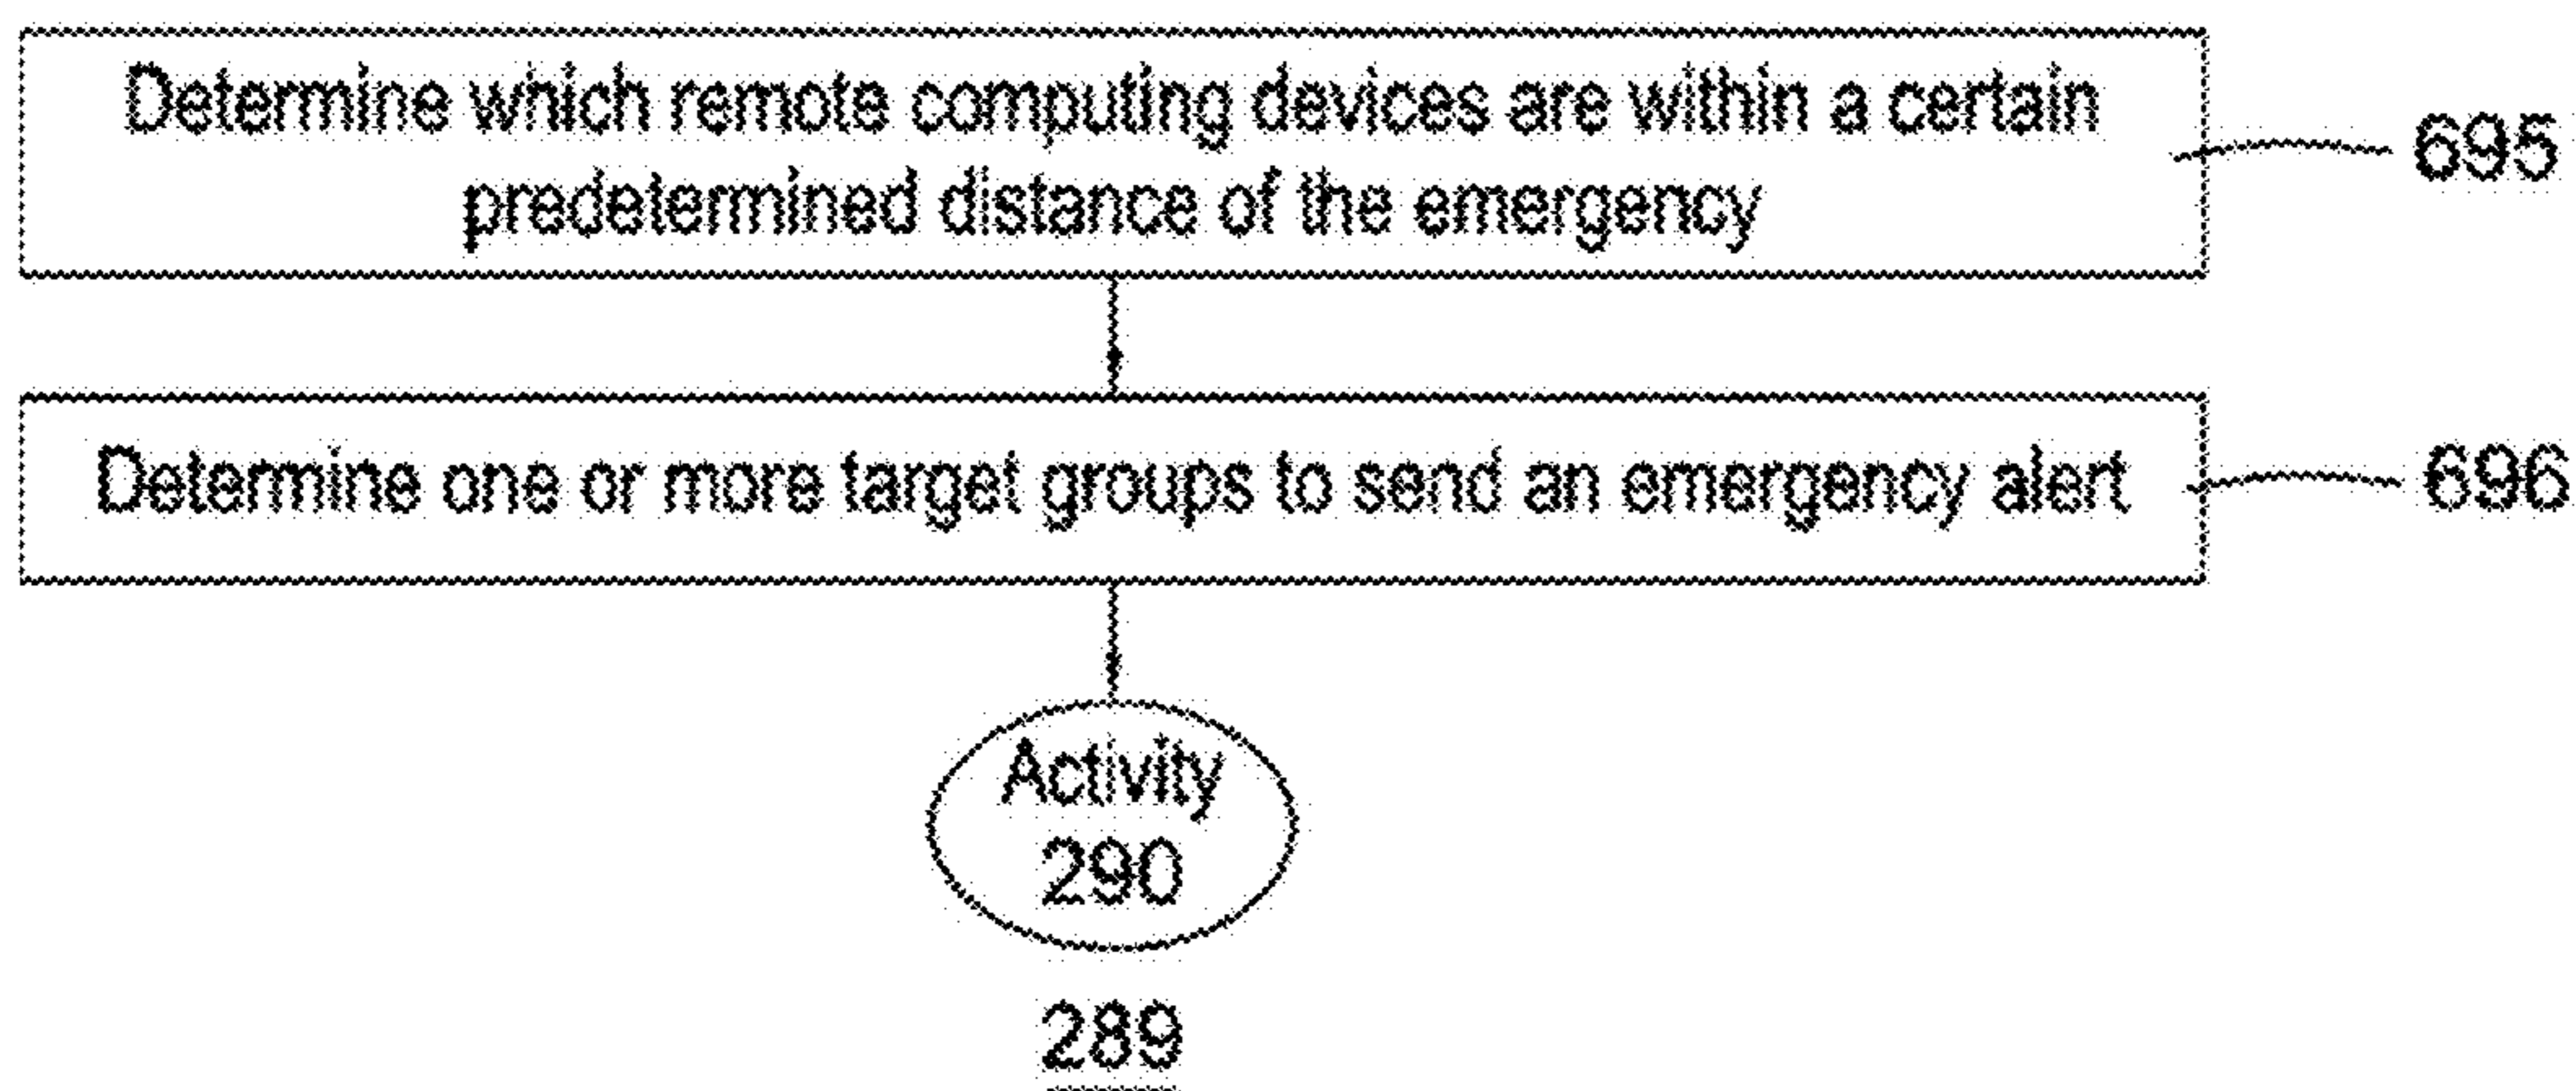 Determine which remote computing devices are within a certain
predetermined distance of the emergency
695
Determine one or more target groups to send an emergency alert
696
Activity
290
289